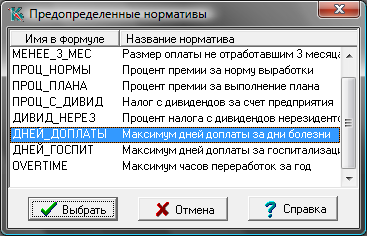 Предопределенные нормативы
Имя в формуле Название норматива
МЕНЕЕ_3_МЕС Размер оплаты не отработавшим 3 месяца
ПРОЦ_НОРМЫ Процент премии за норму выработки
ПРОЦ_ПЛАНА Процент премии за выполнение плана
ПРОЦ_С_ДИВИД Налог с дивидендов за счет предприятия
ДИВИД_НЕРЕЗ Процент налога с дивидендов нерезидентс
ДНЕЙ_ДОПЛАТЫ Максимум дней доплаты за дни болезни
ДНЕЙ_ГОСПИТ Максимум дней доплаты за госпитализаци
OVERTIME Максимум часов переработок за год
Выбрать Отмена Справка